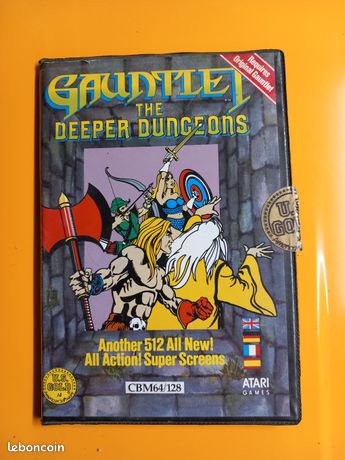 Requires
Original Gauntlet
GAUNTLET
THE
DEEPER DUNGEONS
U.S.
GOLD
Another 512 All New!
All Action! Super Screens
U.S.
GOLD
CBM64/128
ATARI
GAMES
leboncoin